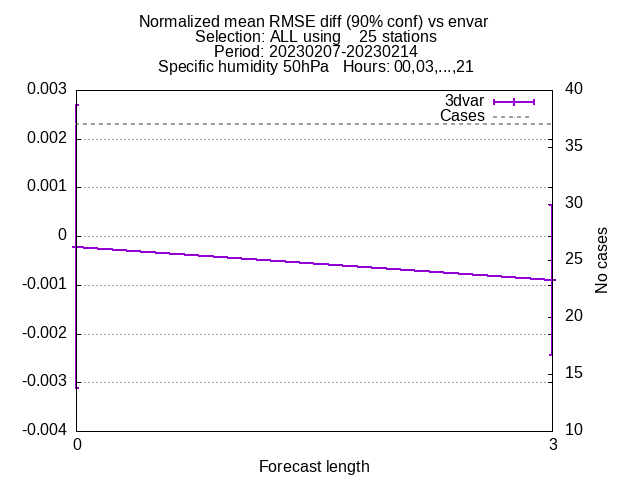 Normalized mean RMSE diff (90% conf) vs envar
Selection: ALL using    25 stations
Period: 20230207-20230214
Specific humidity 50hPa   Hours: 00,03,...,21
3dvar
Cases
0.003
0.002
0.001
0
-0.001
-0.002
-0.003
-0.004
40
35
30
25
20
15
10
No cases
0
3
Forecast length